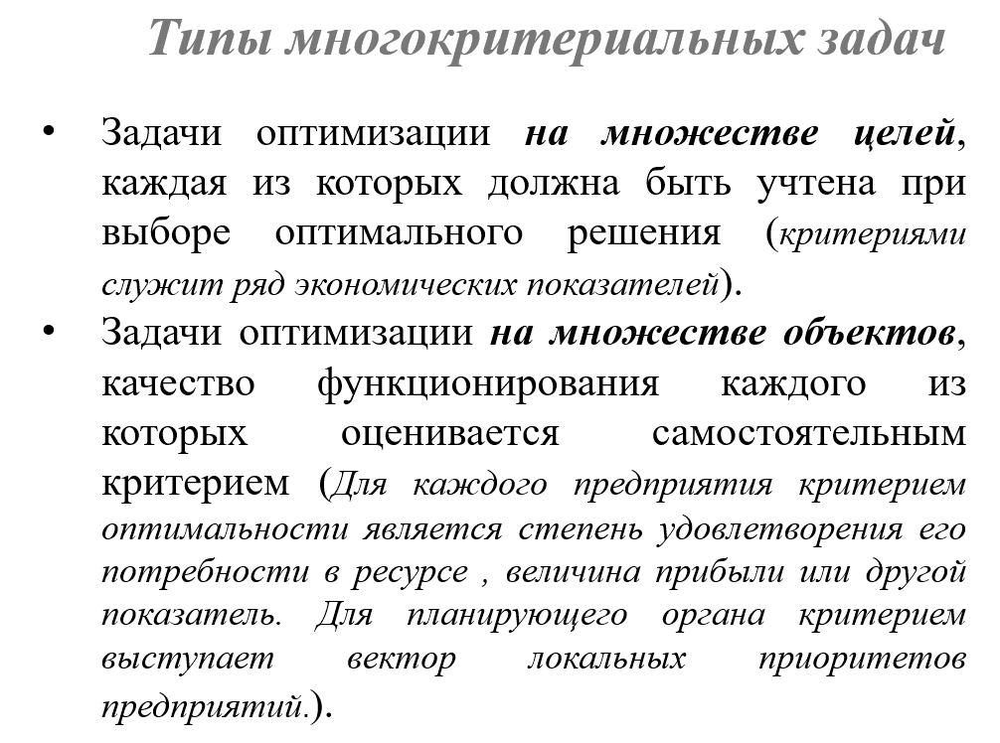 Типы многокритериальных задач
• Задачи оптимизации на множестве целей,
каждая из которых должна быть учтена при
выборе оптимального решения (критериями
служит ряд экономических показателей).
• Задачи оптимизации на множестве объектов,
качество функционирования каждого из
которых оценивается самостоятельным
критерием (Для каждого предприятия критерием
оптимальности является степень удовлетворения его
потребности в ресурсе , величина прибыли или другой
показатель. Для планирующего органа критерием
выступает вектор локальных приоритетов
предприятий.).